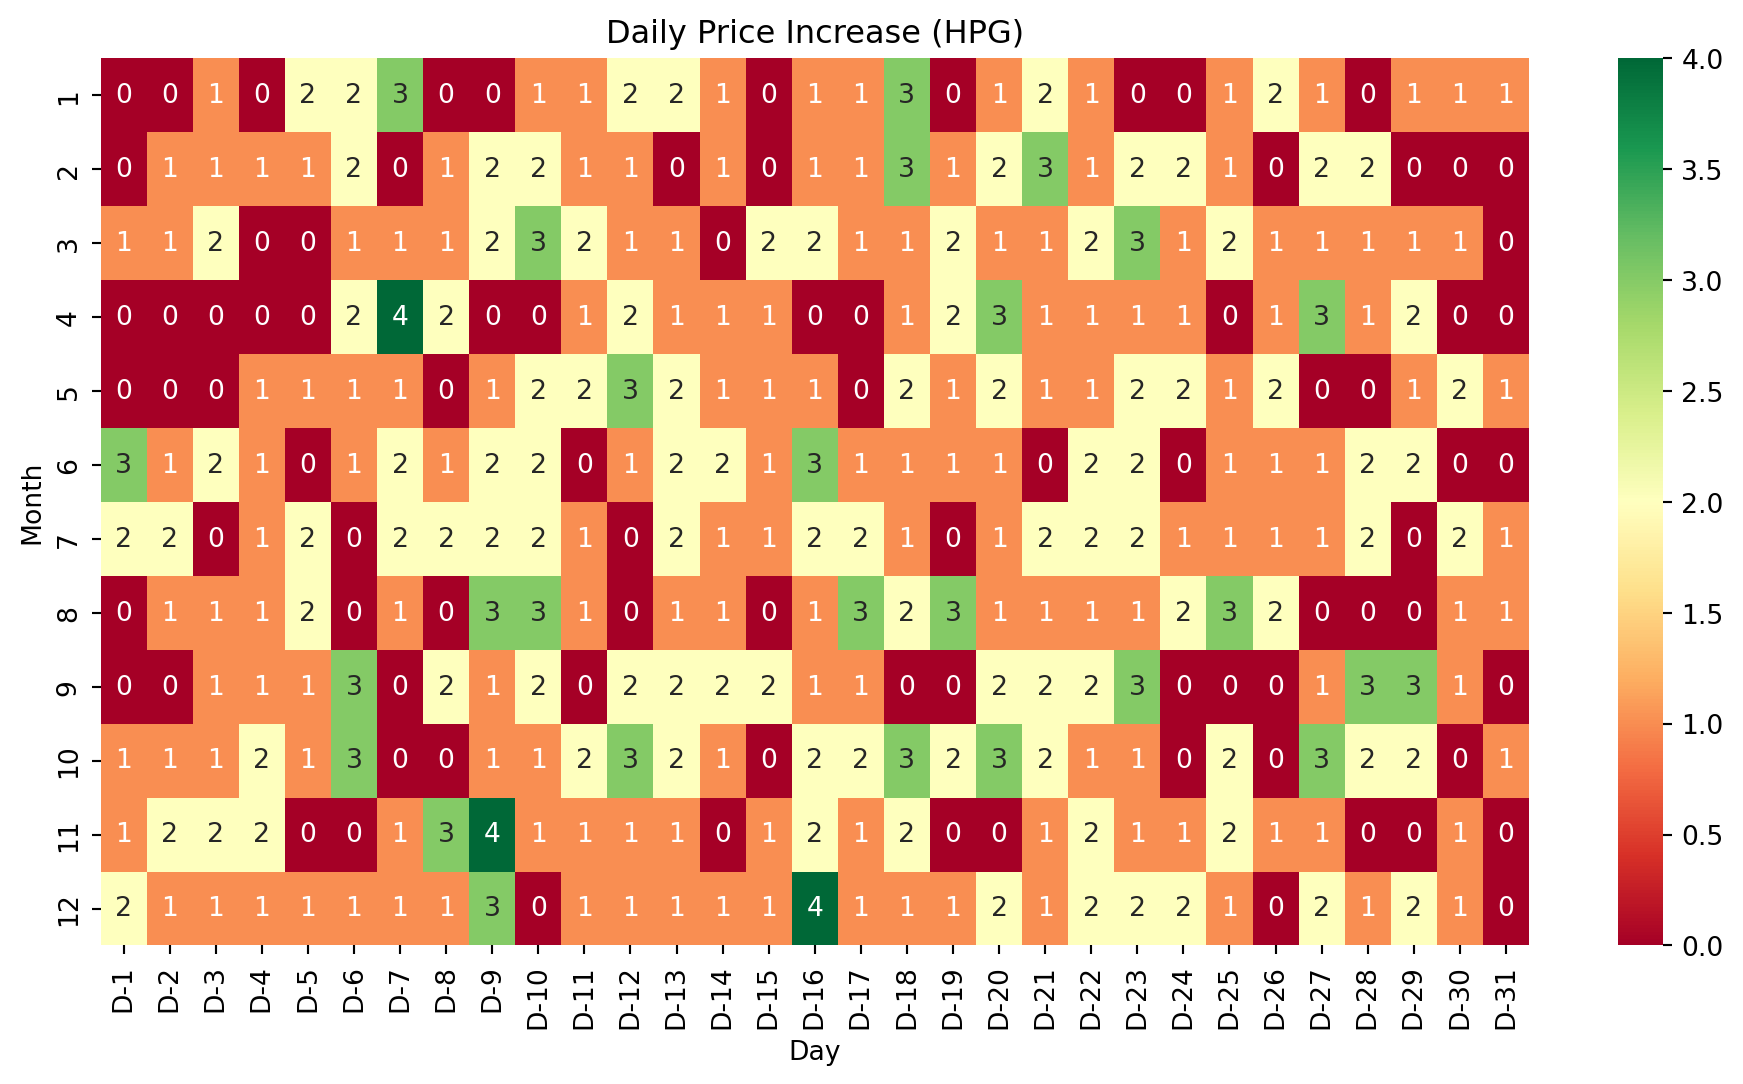 Daily Price Increase (HPG)
1 0 0 1 0 2 2 3 0 0 1 1 2 2 1 0 1 1 3 0 1 2 1 0 0 1 2 1 0 1 1 1
2 0 1 1 1 1 2 0 1 2 2 1 1 0 1 0 1 1 3 1 2 3 1 2 2 1 0 2 2 0 0 0
3 1 1 2 0 0 1 1 1 2 3 2 1 1 0 2 2 1 1 2 1 1 2 3 1 2 1 1 1 1 1 0
4 0 0 0 0 0 2 4 2 0 0 1 2 1 1 1 0 0 1 2 3 1 1 1 1 0 1 3 1 2 0 0
5 0 0 0 1 1 1 1 0 1 2 2 3 2 1 1 1 0 2 1 2 1 1 2 2 1 2 0 0 1 2 1
6 3 1 2 1 0 1 2 1 2 2 0 1 2 2 1 3 1 1 1 1 0 2 2 0 1 1 1 2 2 0 0
7 2 2 0 1 2 0 2 2 2 2 1 0 2 1 1 2 2 1 0 1 2 2 2 1 1 1 1 2 0 2 1
8 0 1 1 1 2 0 1 0 3 3 1 0 1 1 0 1 3 2 3 1 1 1 1 2 3 2 0 0 0 1 1
9 0 0 1 1 1 3 0 2 1 2 0 2 2 2 2 1 1 0 0 2 2 2 3 0 0 0 1 3 3 1 0
10 1 1 1 2 1 3 0 0 1 1 2 3 2 1 0 2 2 3 2 3 2 1 1 0 2 0 3 2 2 0 1
11 1 2 2 2 0 0 1 3 4 1 1 1 1 0 1 2 1 2 0 0 1 2 1 1 2 1 1 0 0 1 0
12 2 1 1 1 1 1 1 1 3 0 1 1 1 1 1 4 1 1 1 2 1 2 2 2 1 0 2 1 2 1 0
Month
D-1 D-2 D-3 D-4 D-5 D-6 D-7 D-8 D-9 D-10 D-11 D-12 D-13 D-14 D-15 D-16 D-17 D-18 D-19 D-20 D-21 D-22 D-23 D-24 D-25 D-26 D-27 D-28 D-29 D-30 D-31
Day
4.0
3.5
3.0
2.5
2.0
1.5
1.0
0.5
0.0